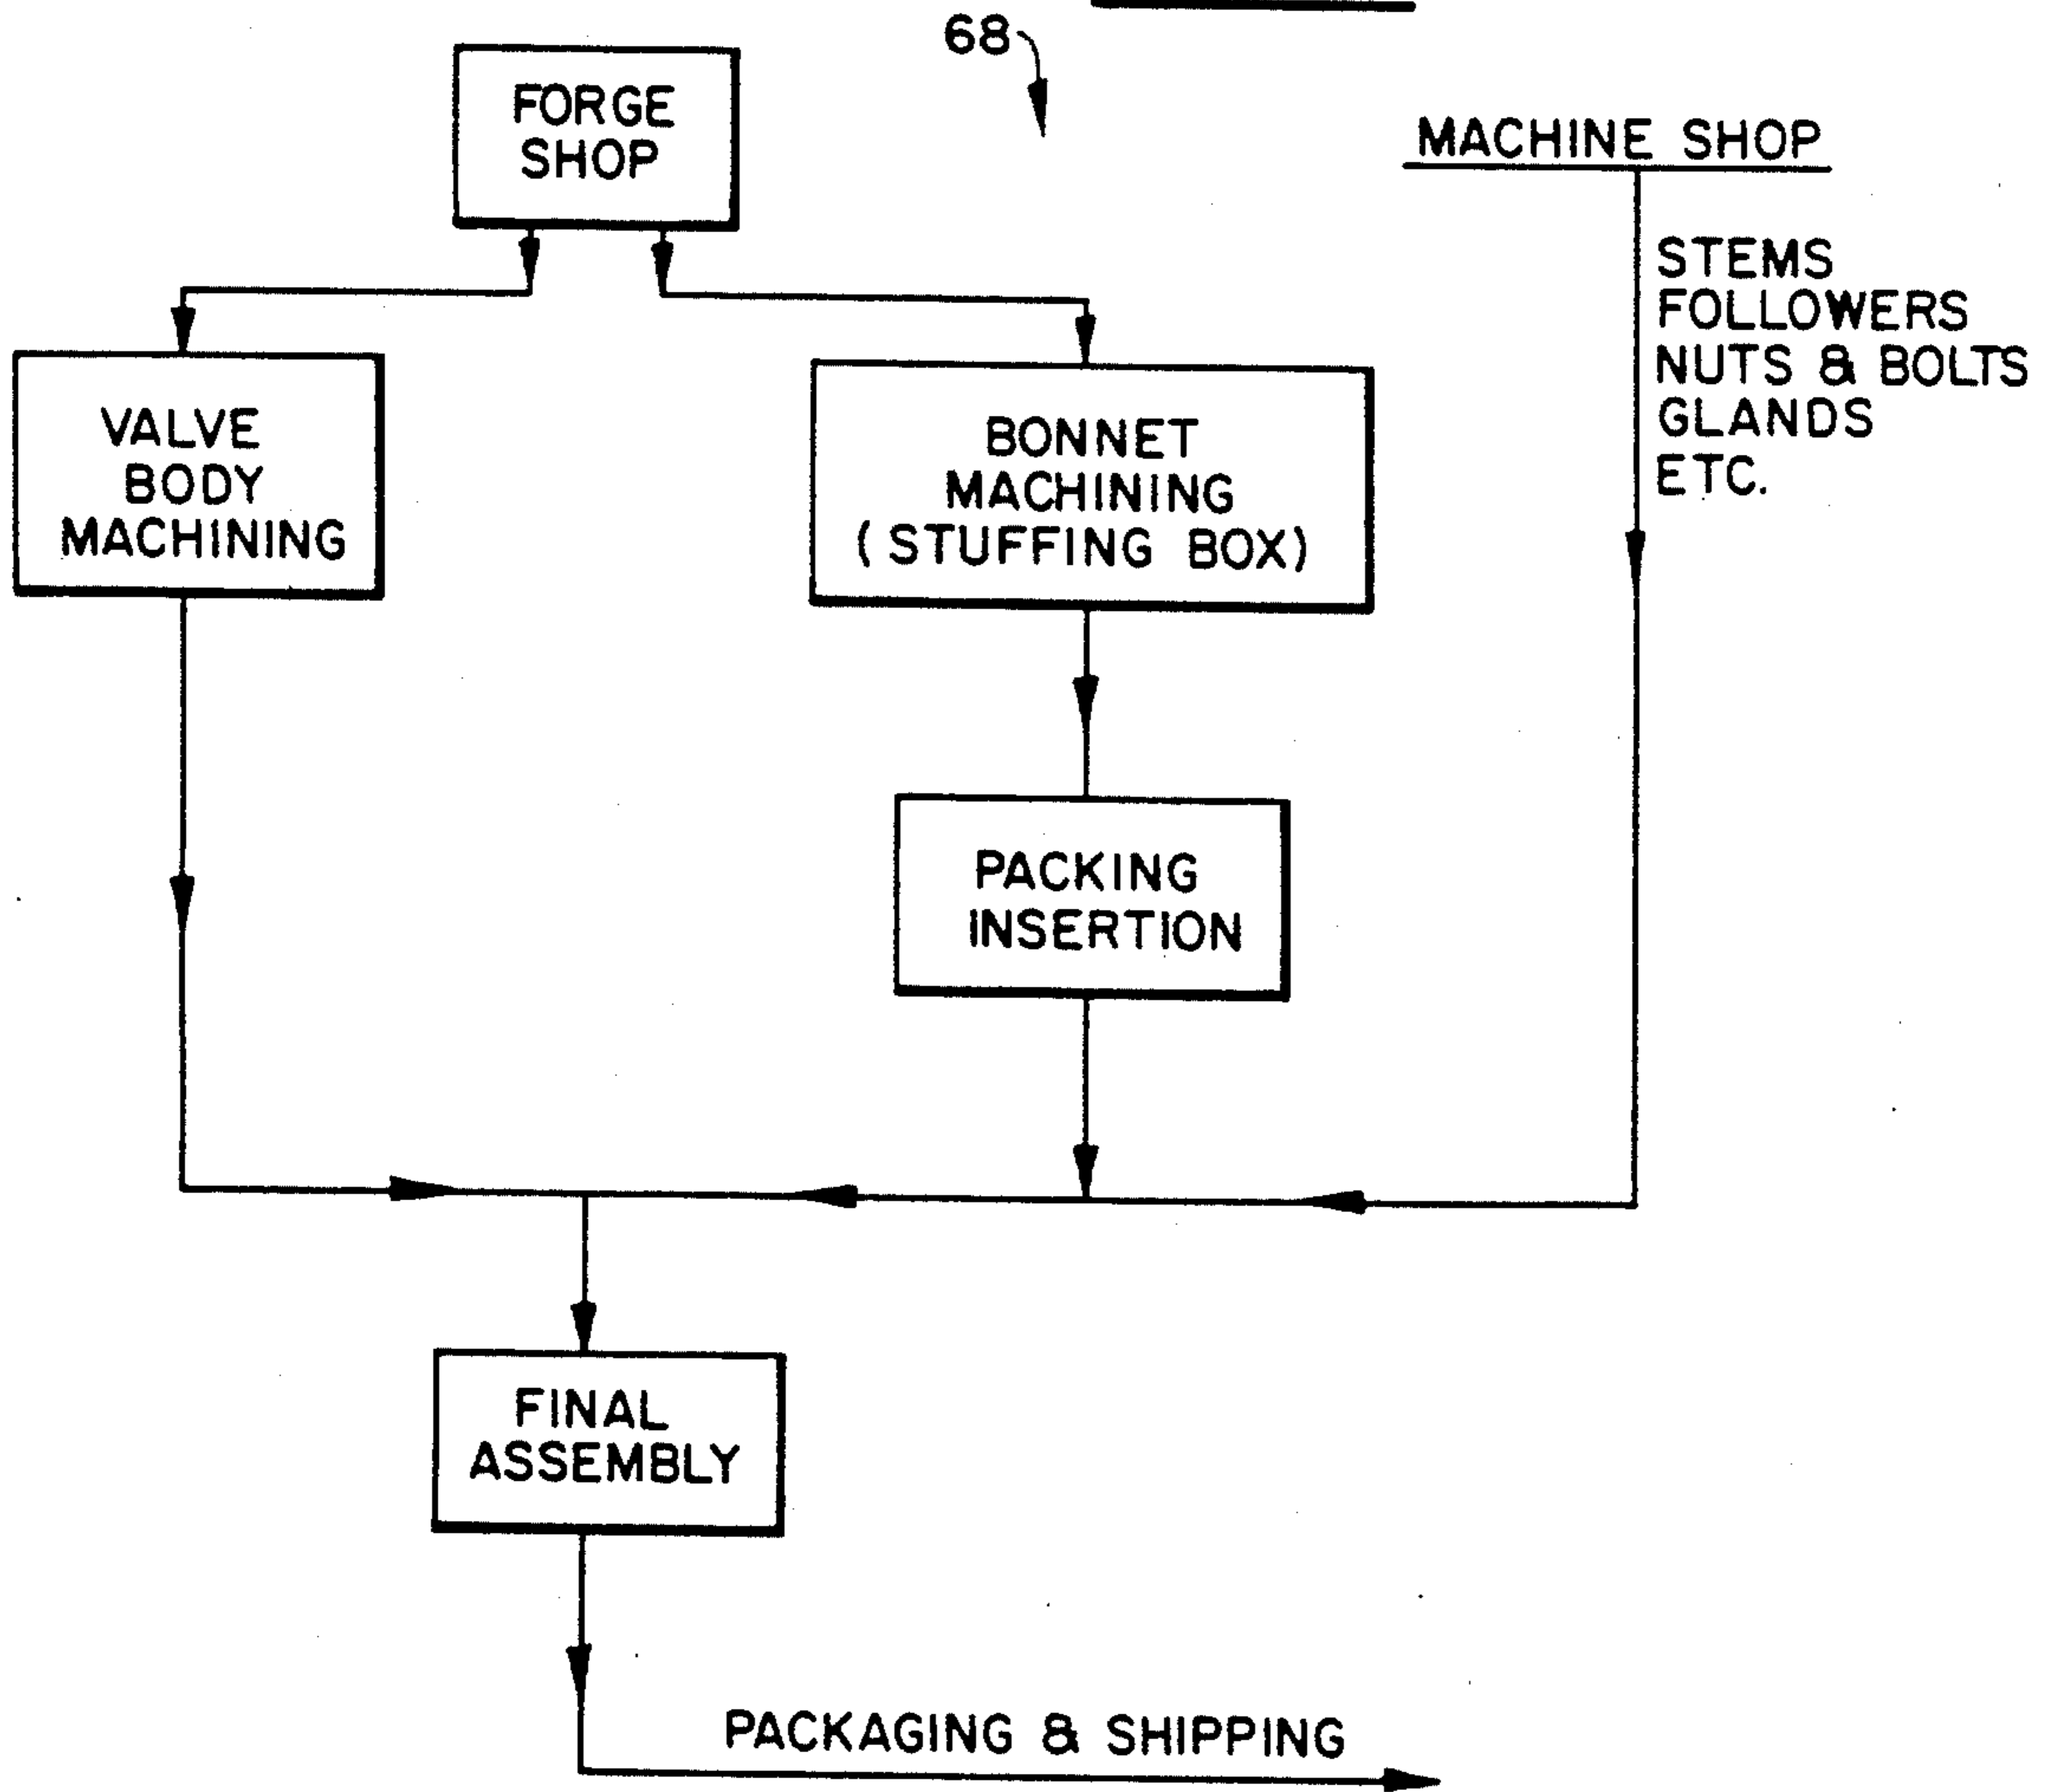 68
FORGE
SHOP
MACHINE SHOP
STEMS
FOLLOWERS
NUTS & BOLTS
GLANDS
ETC.
VALVE
BODY
MACHINING
BONNET
MACHINING
(STUFFING BOX)
PACKING
INSERTION
FINAL
ASSEMBLY
PACKAGING & SHIPPING